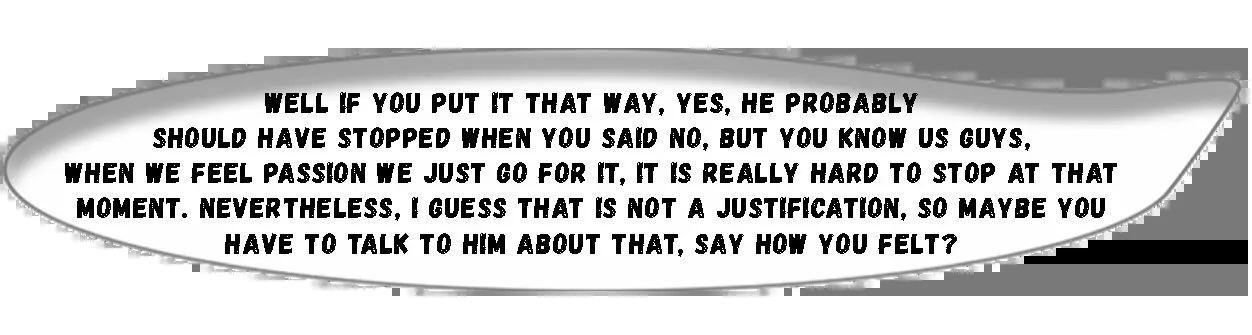 WELL IF YOU PUT IT THAT WAY, YES, HE PROBABLY
SHOULD HAVE STOPPED WHEN YOU SAID NO, BUT YOU KNOW US GUYS,
WHEN WE FEEL PASSION WE JUST GO FOR IT, IT IS REALLY HARD TO STOP AT THAT
MOMENT. NEVERTHELESS, I GUESS THAT IS NOT A JUSTIFICATION, SO MAYBE YOU
HAVE TO TALK TO HIM ABOUT THAT, SAY HOW YOU FELT?